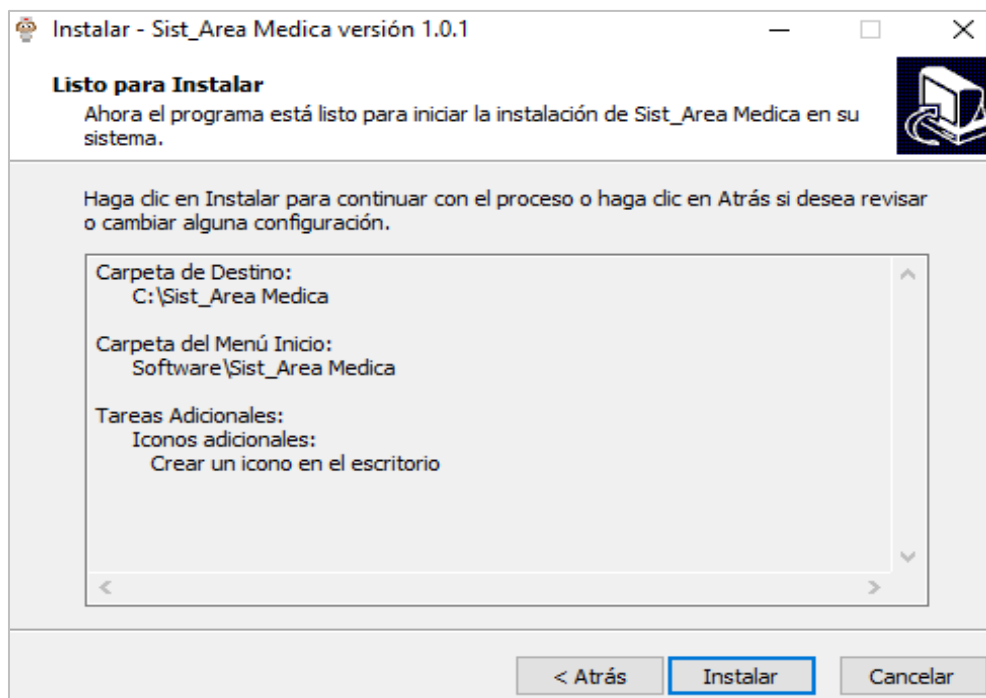 Instalar - Sist_Area Medica versión 1.0.1
Listo para Instalar
Ahora el programa está listo para iniciar la instalación de Sist_Area Medica en su
sistema.
Haga clic en Instalar para continuar con el proceso o haga clic en Atrás si desea revisar
o cambiar alguna configuración.
Carpeta de Destino:
C:\Sist_Area Medica
Carpeta del Menú Inicio:
Software\Sist_Area Medica
Tareas Adicionales:
Iconos adicionales:
Crear un icono en el escritorio
< Atrás Instalar Cancelar